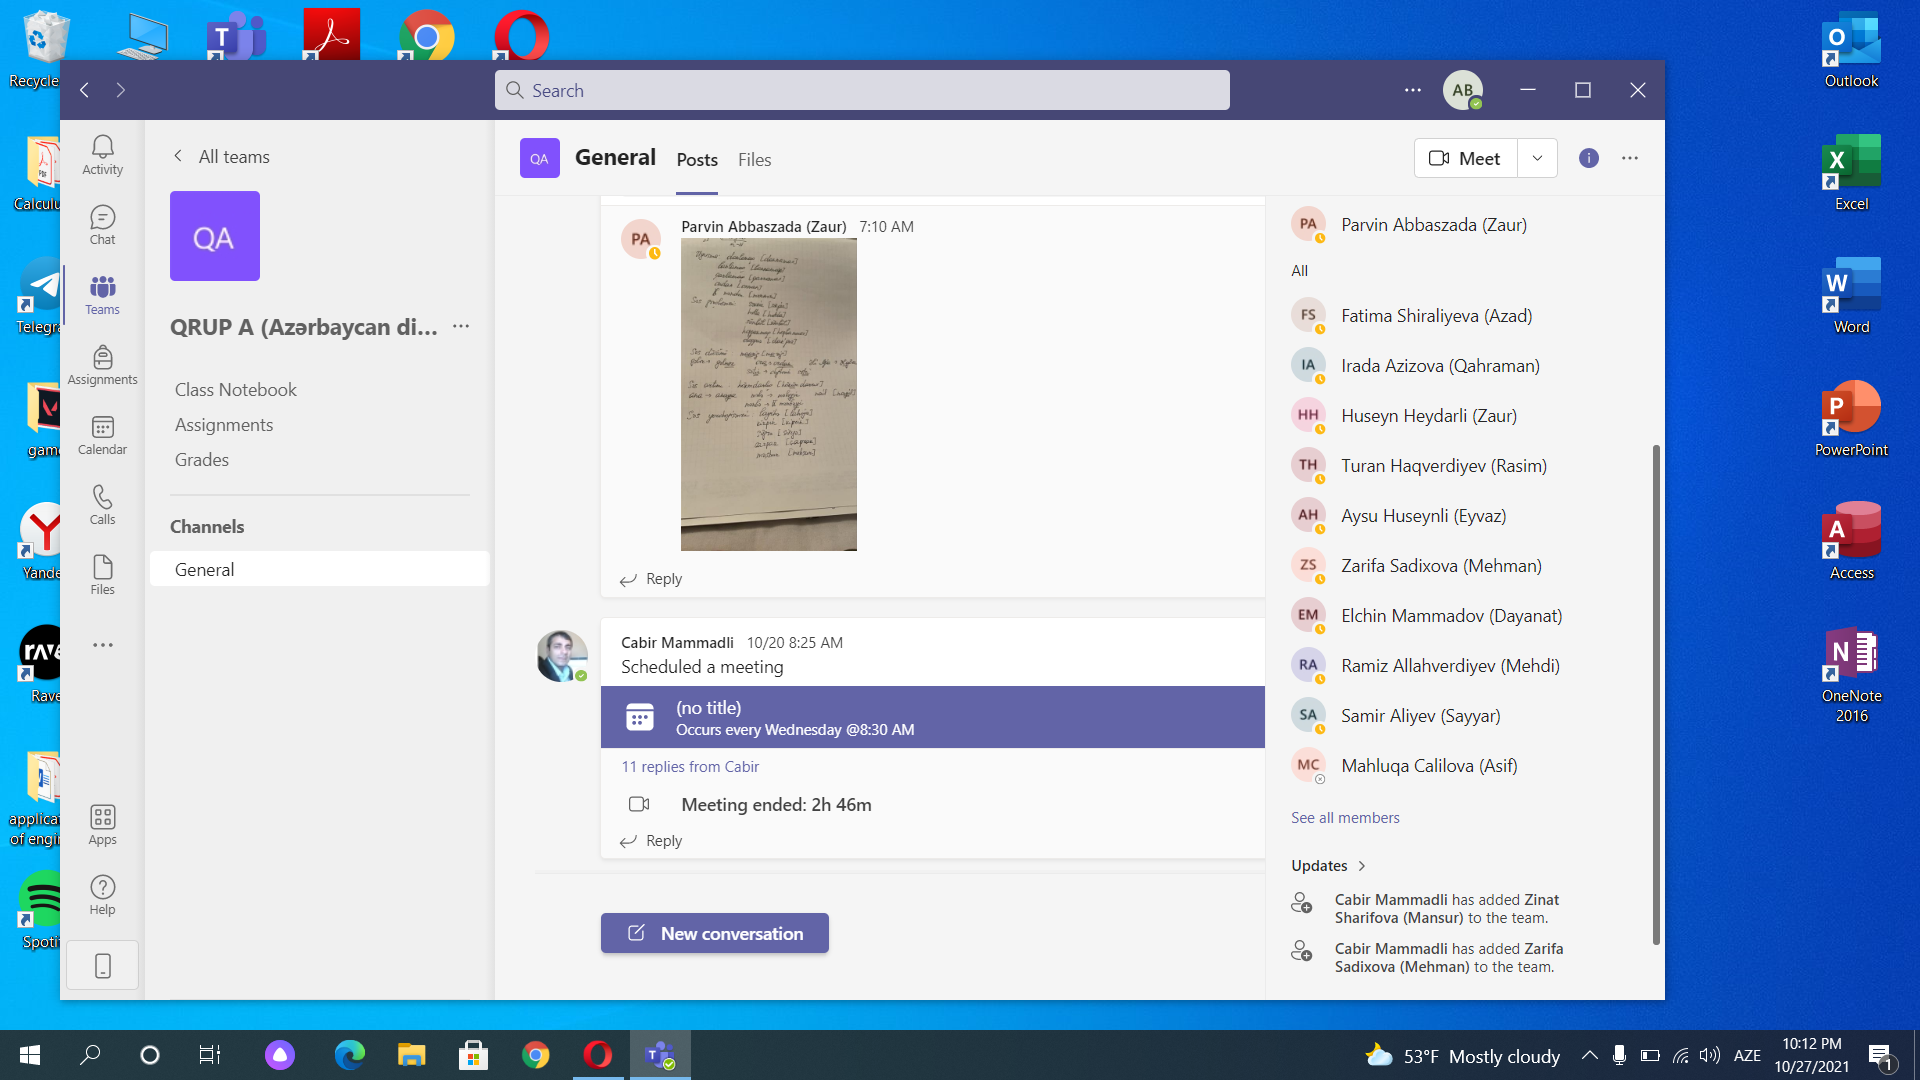 Recycle
Calculu
Telegra
gam
Yande
rave
Rave
applica
of engin
Spotif
Outlook
Excel
Word
PowerPoint
Access
OneNote
2016
Search
AB
Activity
Chat
Teams
Assignments
Calendar
Calls
Files
Apps
Help
All teams
QA
QRUP A (Azərbaycan di...
Class Notebook
Assignments
Grades
Channels
General
QA
General
Posts
Files
Meet
PA
Parvin Abbaszada (Zaur) 7:10 AM
Reply
Cabir Mammadli 10/20 8:25 AM
Scheduled a meeting
(no title)
Occurs every Wednesday @8:30 AM
11 replies from Cabir
Meeting ended: 2h 46m
Reply
New conversation
PA Parvin Abbaszada (Zaur)
All
FS Fatima Shiraliyeva (Azad)
IA Irada Azizova (Qahraman)
HH Huseyn Heydarli (Zaur)
TH Turan Haqverdiyev (Rasim)
AH Aysu Huseynli (Eyvaz)
ZS Zarifa Sadixova (Mehman)
EM Elchin Mammadov (Dayanat)
RA Ramiz Allahverdiyev (Mehdi)
SA Samir Aliyev (Sayyar)
MC Mahluqa Calilova (Asif)
See all members
Updates
Cabir Mammadli has added Zinat
Sharifova (Mansur) to the team.
Cabir Mammadli has added Zarifa
Sadixova (Mehman) to the team.
53°F Mostly cloudy
AZE
10:12 PM
10/27/2021
1